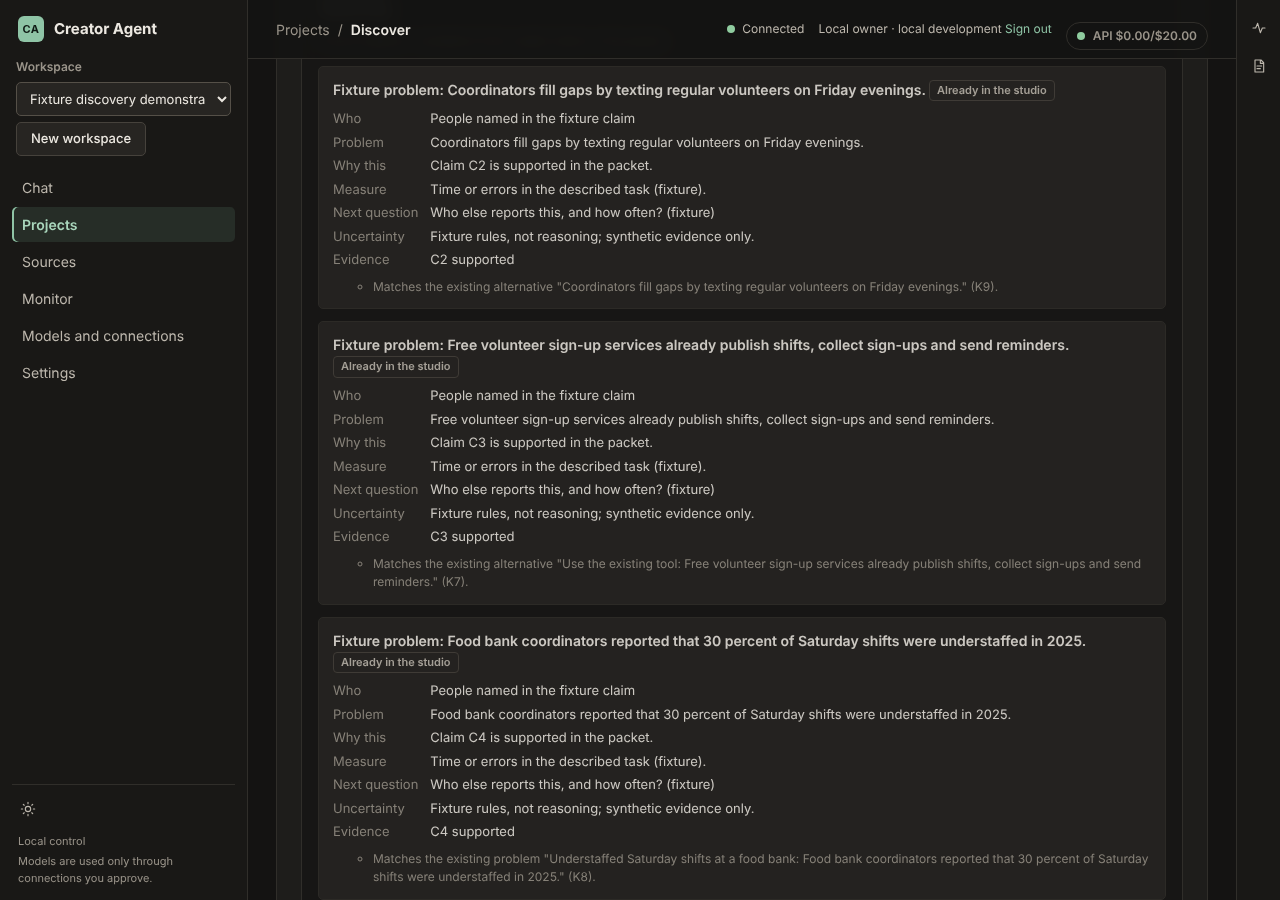 CA Creator Agent
Workspace
Fixture discovery demonstra
New workspace
Chat
Projects
Sources
Monitor
Models and connections
Settings
Local control
Models are used only through
connections you approve.
Projects / Discover
Connected Local owner · local development Sign out API $0.00/$20.00
Fixture problem: Coordinators fill gaps by texting regular volunteers on Friday evenings. Already in the studio
Who People named in the fixture claim
Problem Coordinators fill gaps by texting regular volunteers on Friday evenings.
Why this Claim C2 is supported in the packet.
Measure Time or errors in the described task (fixture).
Next question Who else reports this, and how often? (fixture)
Uncertainty Fixture rules, not reasoning; synthetic evidence only.
Evidence C2 supported
Matches the existing alternative "Coordinators fill gaps by texting regular volunteers on Friday evenings." (K9).
Fixture problem: Free volunteer sign-up services already publish shifts, collect sign-ups and send reminders.
Already in the studio
Who People named in the fixture claim
Problem Free volunteer sign-up services already publish shifts, collect sign-ups and send reminders.
Why this Claim C3 is supported in the packet.
Measure Time or errors in the described task (fixture).
Next question Who else reports this, and how often? (fixture)
Uncertainty Fixture rules, not reasoning; synthetic evidence only.
Evidence C3 supported
Matches the existing alternative "Use the existing tool: Free volunteer sign-up services already publish shifts, collect sign-ups and send
reminders." (K7).
Fixture problem: Food bank coordinators reported that 30 percent of Saturday shifts were understaffed in 2025.
Already in the studio
Who People named in the fixture claim
Problem Food bank coordinators reported that 30 percent of Saturday shifts were understaffed in 2025.
Why this Claim C4 is supported in the packet.
Measure Time or errors in the described task (fixture).
Next question Who else reports this, and how often? (fixture)
Uncertainty Fixture rules, not reasoning; synthetic evidence only.
Evidence C4 supported
Matches the existing problem "Understaffed Saturday shifts at a food bank: Food bank coordinators reported that 30 percent of Saturday
shifts were understaffed in 2025." (K8).